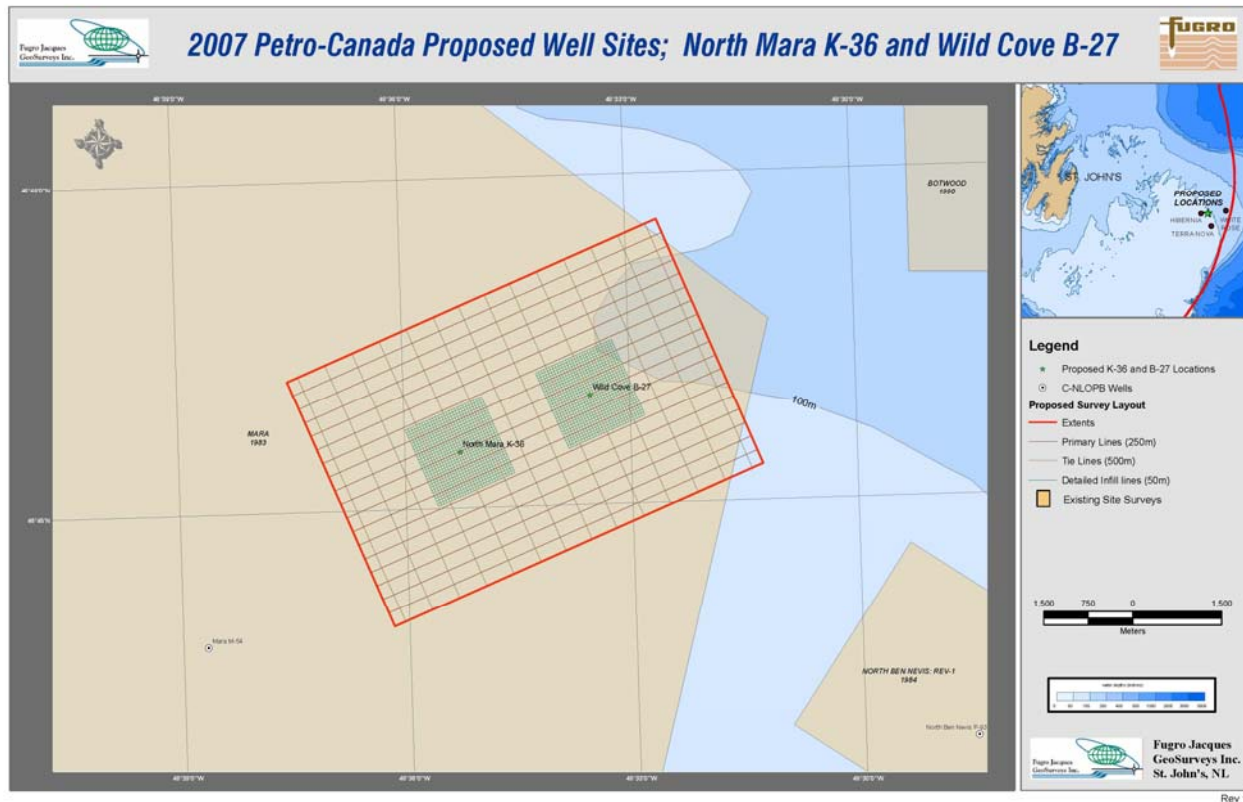 Fugro Jacques
GeoSurveys Inc.
2007 Petro-Canada Proposed Well Sites; North Mara K-36 and Wild Cove B-27
FUGRO
BOTWOOD
1990
Wild Cove B-27
100m
MARA
1983
North Mara K-36
Mara M-54
NORTH BEN NEVIS: REV-1
1984
ST. JOHN'S
PROPOSED
LOCATIONS
HIBERNIA
WHITE
ROSE
TERRA-NOVA
Legend
Proposed K-36 and B-27 Locations
C-NLOPB Wells
Proposed Survey Layout
Extents
Primary Lines (250m)
Tie Lines (500m)
Detailed Infill lines (50m)
Existing Site Surveys
1,500 750 0 1,500
Meters
Fugro Jacques
GeoSurveys Inc.
Fugro Jacques
GeoSurveys Inc.
St. John's, NL
Rev